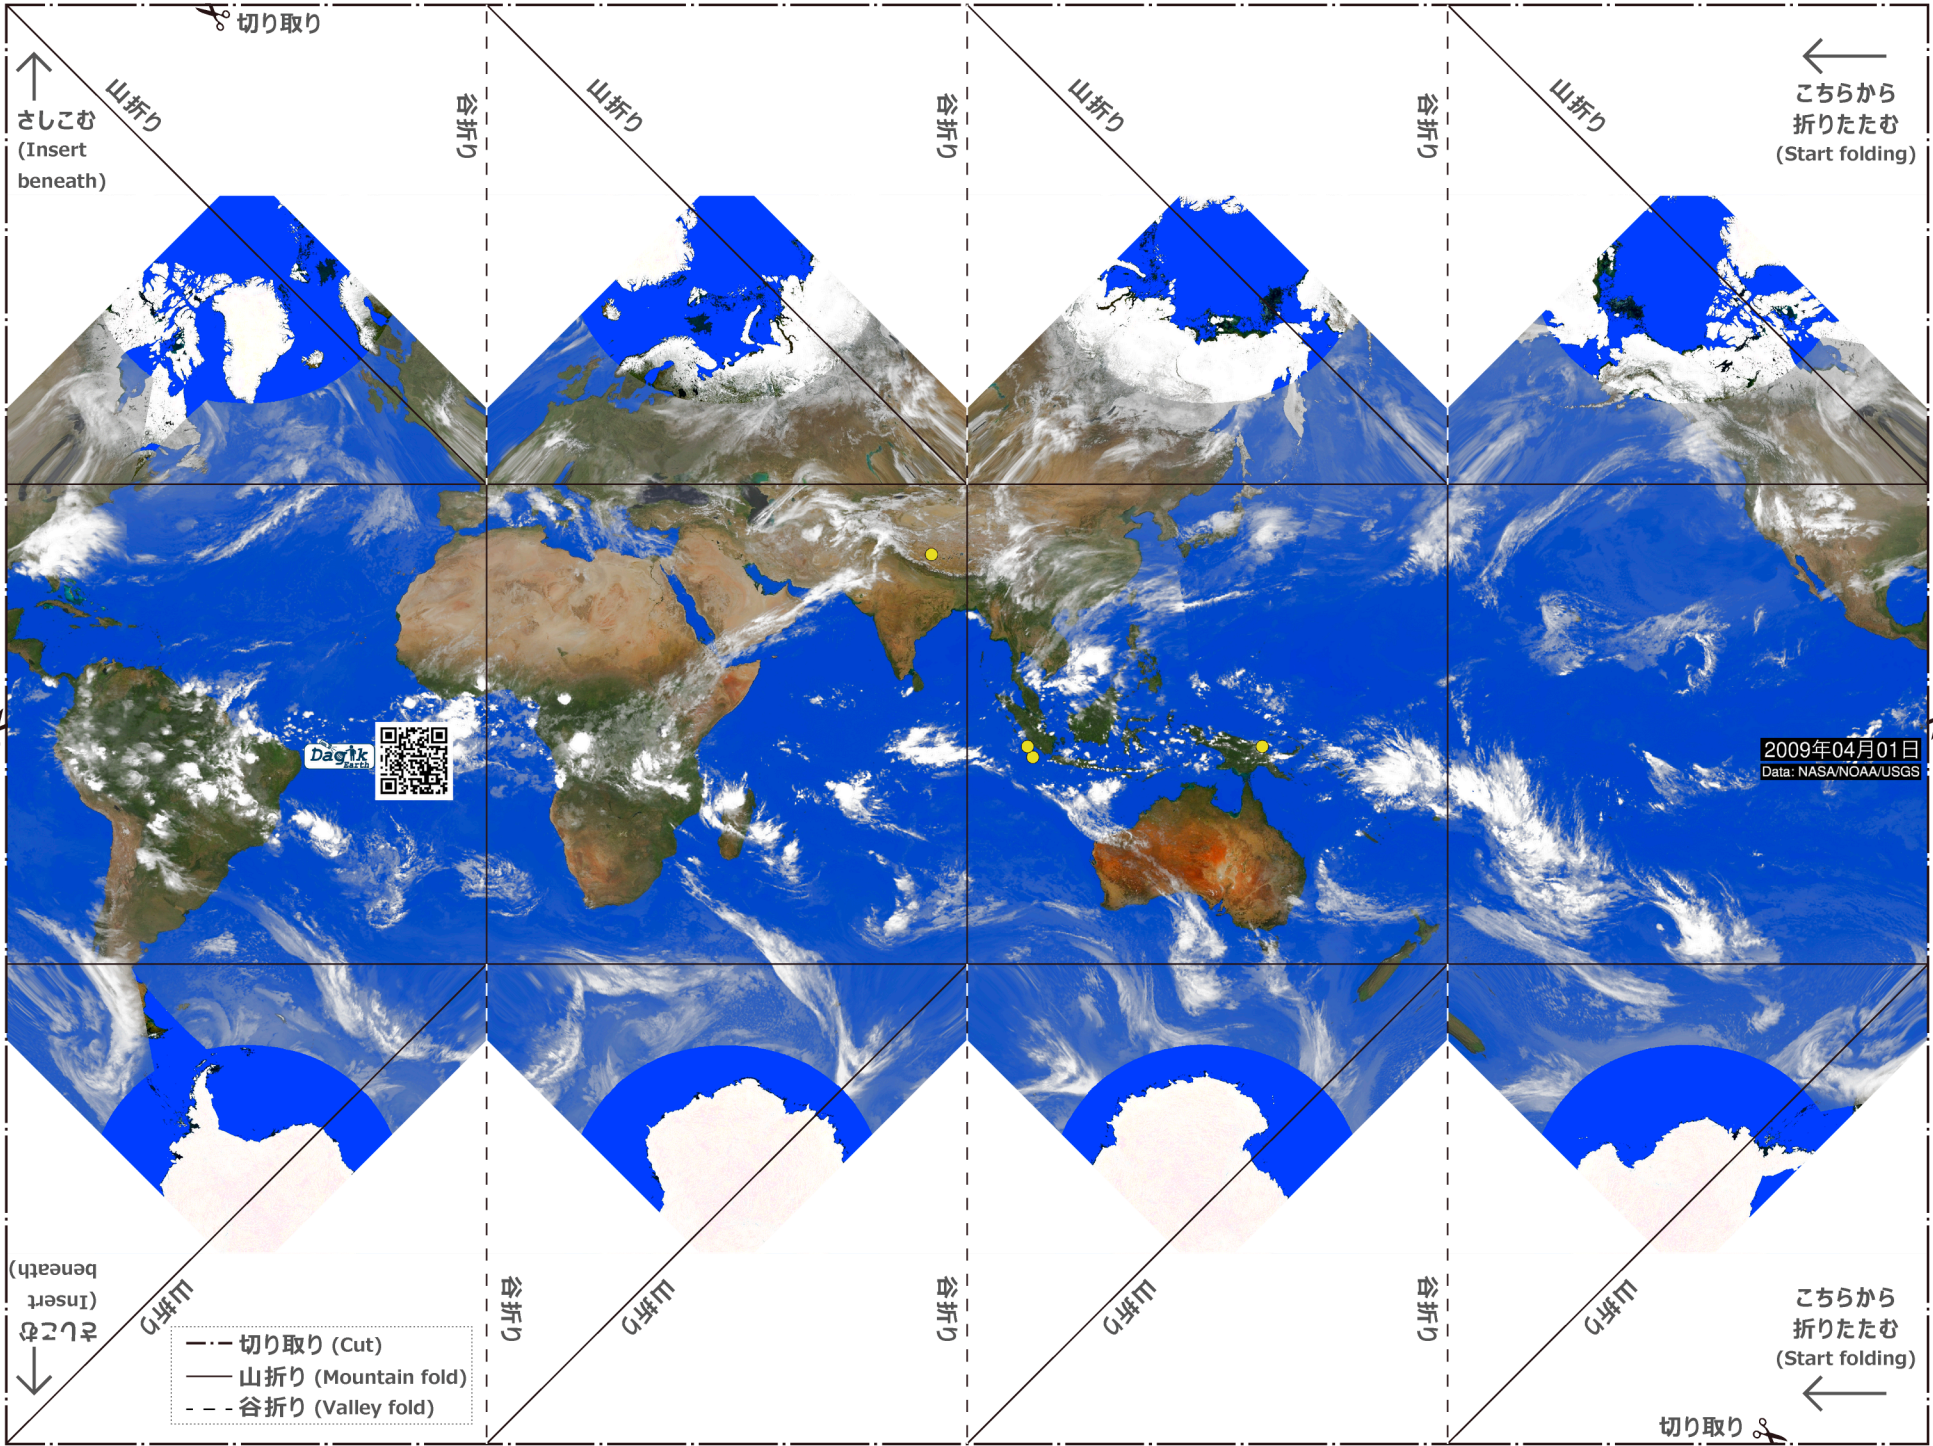 切り取り
山折り
谷折り
山折り
谷折り
山折り
谷折り
山折り
さしこむ
(Insert
beneath)
こちらから
折りたたむ
(Start folding)
Dagik
Earth
2009年04月01日
Data: NASA/NOAA/USGS
さしこむ
(Insert
beneath)
山折り
谷折り
山折り
谷折り
山折り
谷折り
山折り
こちらから
折りたたむ
(Start folding)
切り取り (Cut)
山折り (Mountain fold)
谷折り (Valley fold)
切り取り